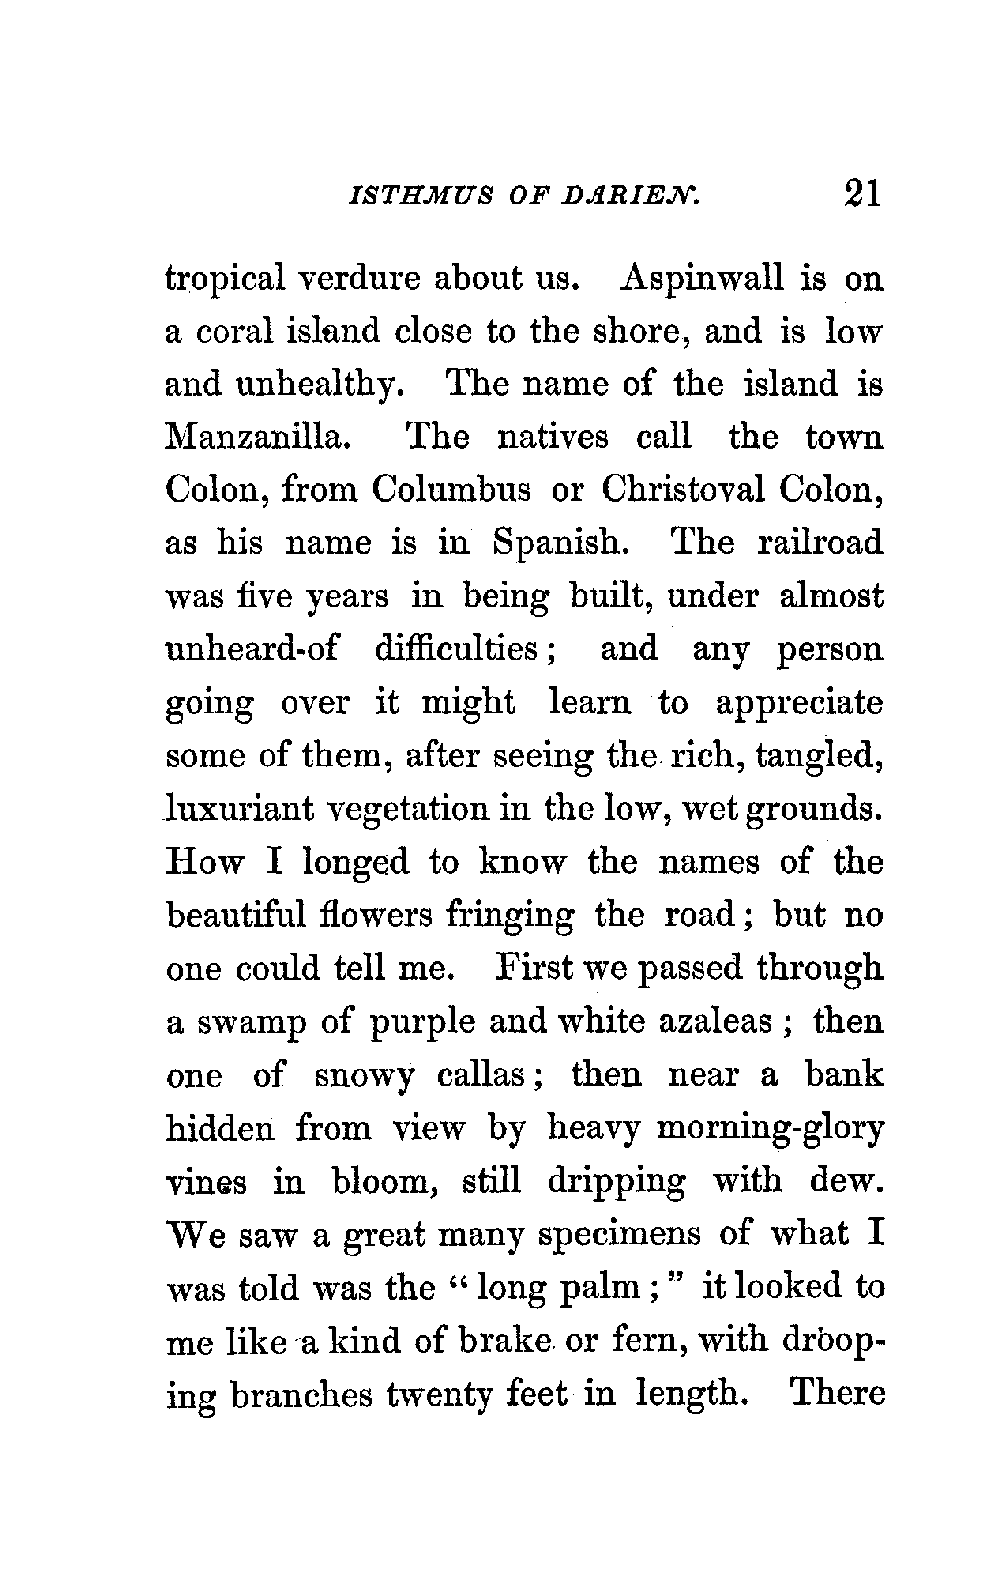 ISTHMUS OF DARIEN. 21
tropical verdure about us. Aspinwall is on
a coral island close to the shore, and is low
and unhealthy. The name of the island is
Manzanilla. The natives call the town
Colon, from Columbus or Christoval Colon,
as his name is in Spanish. The railroad
was five years in being built, under almost
unheard-of difficulties; and any person
going over it might learn to appreciate
some of them, after seeing the rich, tangled,
luxuriant vegetation in the low, wet grounds.
How I longed to know the names of the
beautiful flowers fringing the road; but no
one could tell me. First we passed through
a swamp of purple and white azaleas; then
one of snowy callas; then near a bank
hidden from view by heavy morning-glory
vines in bloom, still dripping with dew.
We saw a great many specimens of what I
was told was the "long palm;" it looked to
me like a kind of brake or fern, with droop-
ing branches twenty feet in length. There